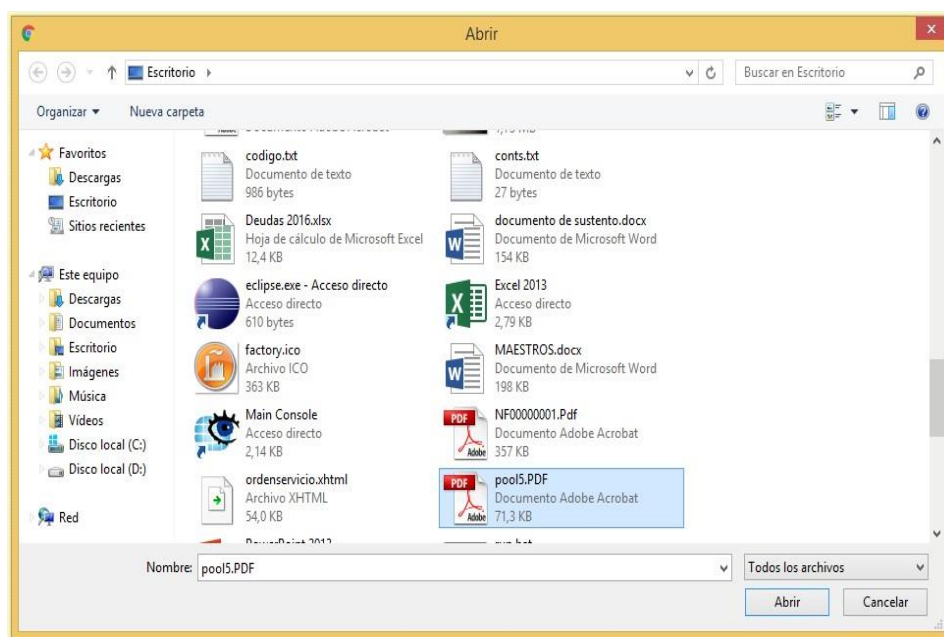 Abrir
x
Escritorio
Buscar en Escritorio
Organizar
Nueva carpeta
Favoritos
Descargas
Escritorio
Sitios recientes
Este equipo
Descargas
Documentos
Escritorio
Imágenes
Música
Vídeos
Disco local (C:)
Disco local (D:)
Red
codigo.txt
Documento de texto
986 bytes
conts.txt
Documento de texto
27 bytes
Deudas 2016.xlsx
Hoja de cálculo de Microsoft Excel
12,4 KB
documento de sustento.docx
Documento de Microsoft Word
154 KB
eclipse.exe - Acceso directo
Acceso directo
610 bytes
Excel 2013
Acceso directo
2,79 KB
factory.ico
Archivo ICO
363 KB
MAESTROS.docx
Documento de Microsoft Word
198 KB
Main Console
Acceso directo
2,14 KB
PDF
Adobe
NF00000001.Pdf
Documento Adobe Acrobat
357 KB
ordenservicio.xhtml
Archivo XHTML
54,0 KB
PDF
Adobe
pool5.PDF
Documento Adobe Acrobat
71,3 KB
Nombre: pool5.PDF
Todos los archivos
Abrir
Cancelar